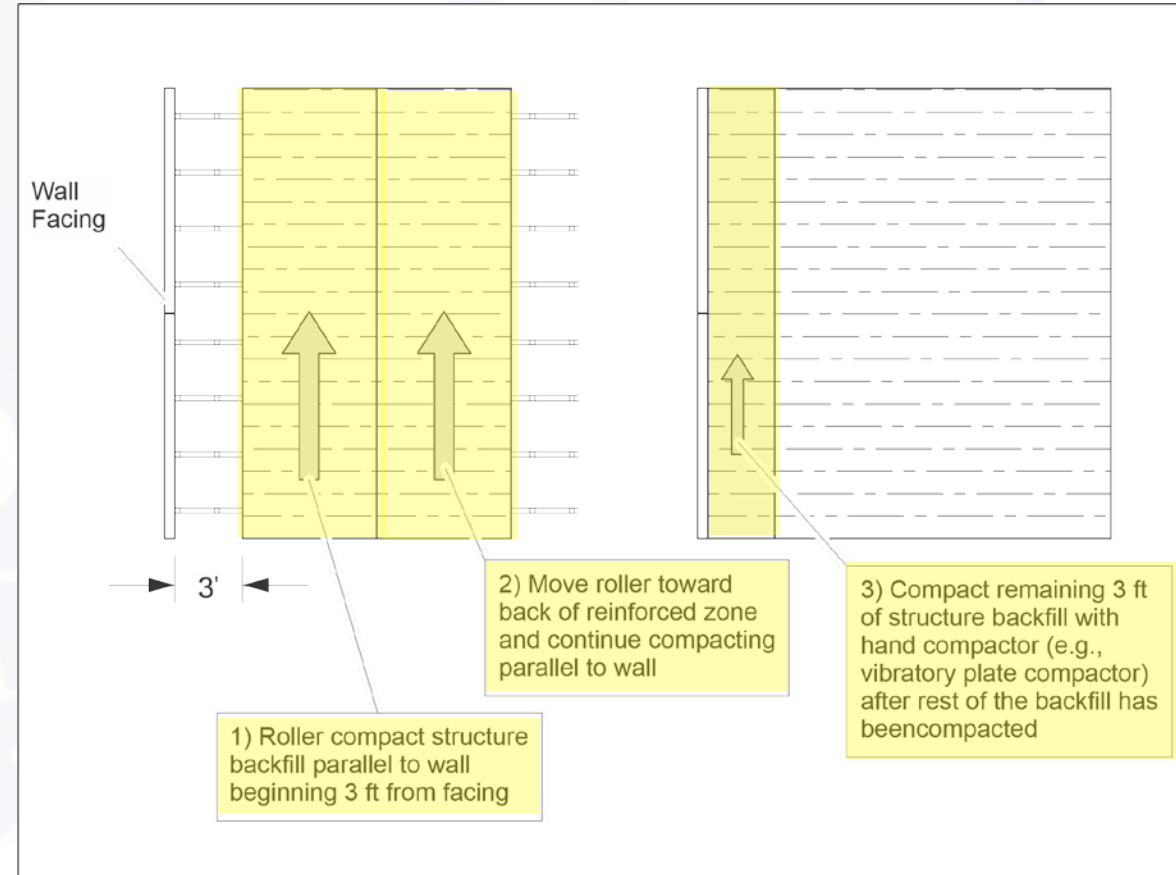 Wall
Facing
3'
1) Roller compact structure
backfill parallel to wall
beginning 3 ft from facing
2) Move roller toward
back of reinforced zone
and continue compacting
parallel to wall
3) Compact remaining 3 ft
of structure backfill with
hand compactor (e.g.,
vibratory plate compactor)
after rest of the backfill has
beencompacted